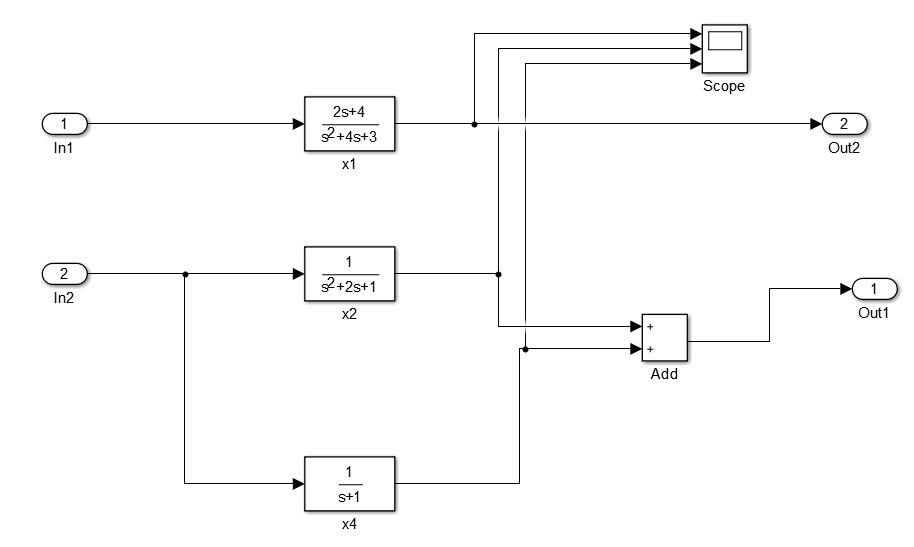 Scope
1
In1
2s+4
s²+4s+3
x1
2
Out2
2
In2
1
s²+2s+1
x2
1
Out1
+
+
Add
1
s+1
x4